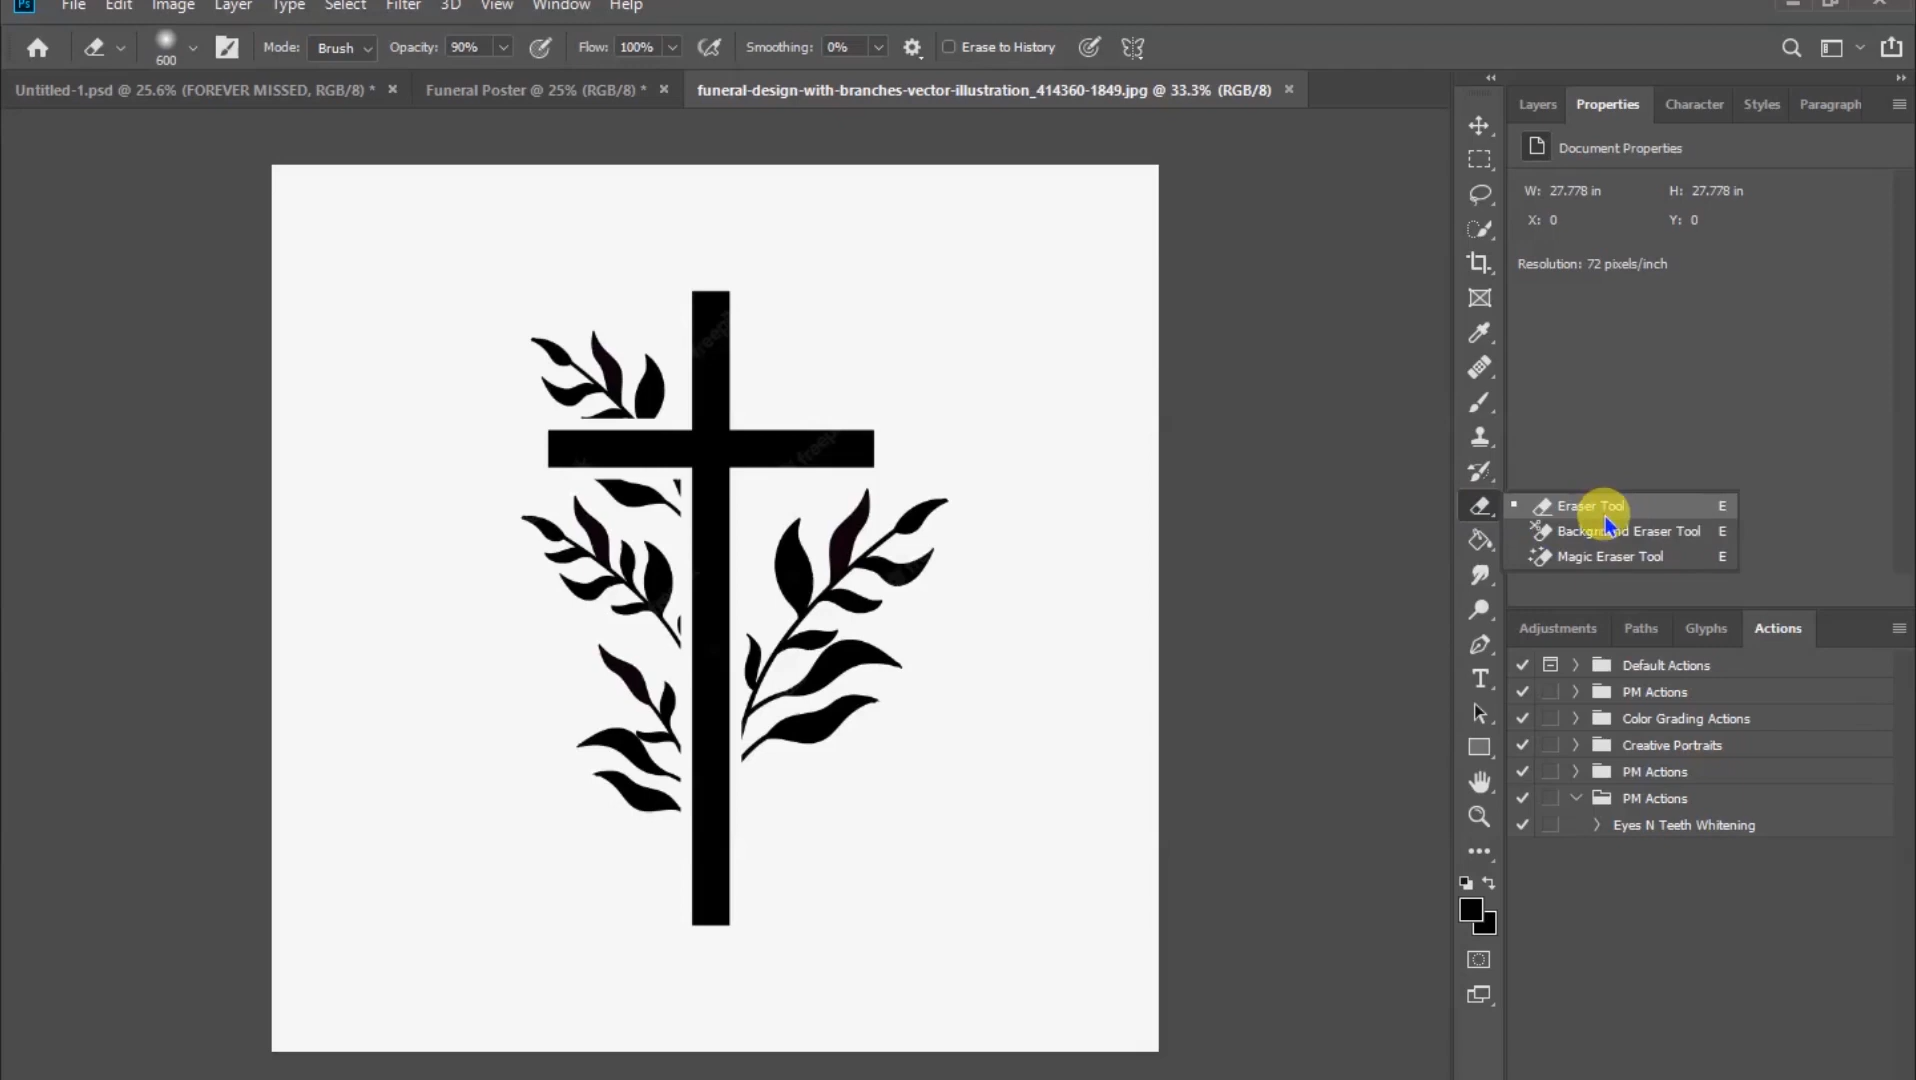 Ps File Edit Image Layer Type Select Filter 3D View Window Help
600 Mode: Brush Opacity: 90% Flow: 100% Smoothing: 0% Erase to History
Untitled-1.psd @ 25.6% (FOREVER MISSED, RGB/8) * Funeral Poster @ 25% (RGB/8) * funeral-design-with-branches-vector-illustration_414360-1849.jpg @ 33.3% (RGB/8)
Layers Properties Character Styles Paragraph
Document Properties
W: 27.778 in H: 27.778 in
X: 0 Y: 0
Resolution: 72 pixels/inch
freepik
freepik
Eraser Tool E
Background Eraser Tool E
Magic Eraser Tool E
Adjustments Paths Glyphs Actions
Default Actions
PM Actions
Color Grading Actions
Creative Portraits
PM Actions
PM Actions
Eyes N Teeth Whitening